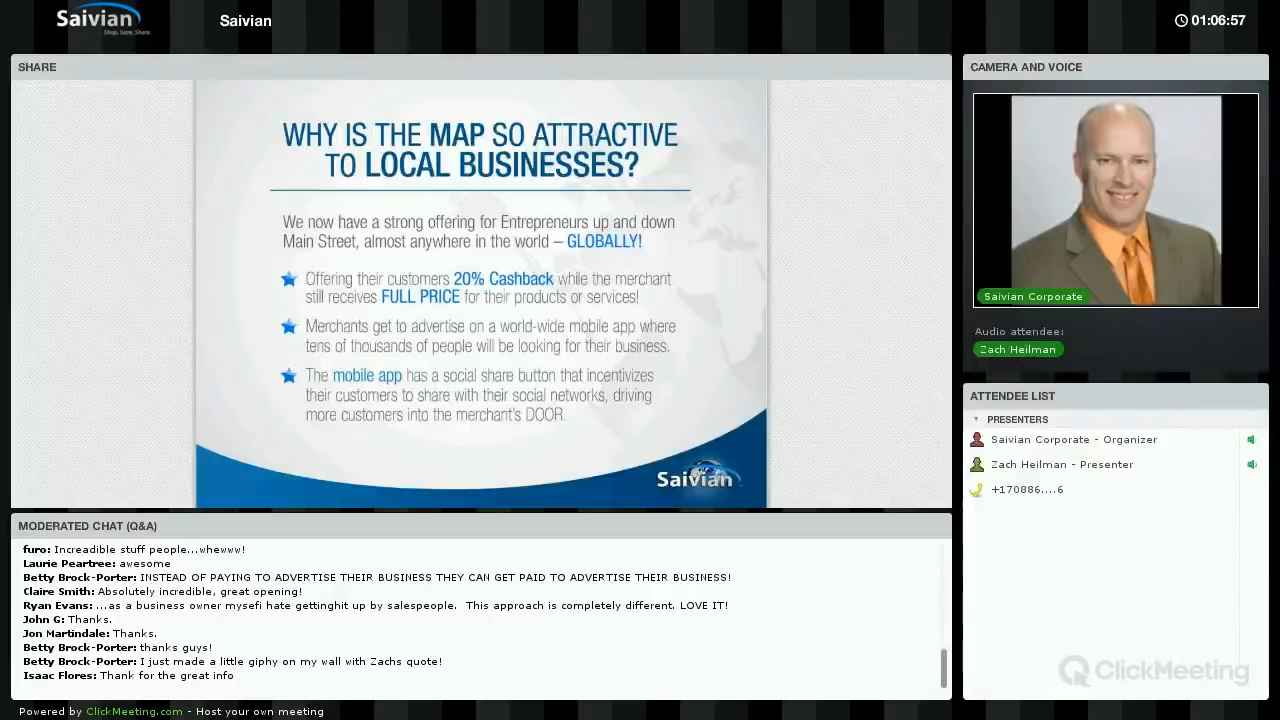 Saivian
Shop. Save. Share.
Saivian
01:06:57
SHARE
WHY IS THE MAP SO ATTRACTIVE
TO LOCAL BUSINESSES?
We now have a strong offering for Entrepreneurs up and down
Main Street, almost anywhere in the world – GLOBALLY!
Offering their customers 20% Cashback while the merchant
still receives FULL PRICE for their products or services!
Merchants get to advertise on a world-wide mobile app where
tens of thousands of people will be looking for their business.
The mobile app has a social share button that incentivizes
their customers to share with their social networks, driving
more customers into the merchant's DOOR.
Saivian
CAMERA AND VOICE
Saivian Corporate
Audio attendee:
Zach Heilman
ATTENDEE LIST
PRESENTERS
Saivian Corporate - Organizer
Zach Heilman - Presenter
+170886....6
ClickMeeting
MODERATED CHAT (Q&A)
furo: Increadible stuff people...whewww!
Laurie Peartree: awesome
Betty Brock-Porter: INSTEAD OF PAYING TO ADVERTISE THEIR BUSINESS THEY CAN GET PAID TO ADVERTISE THEIR BUSINESS!
Claire Smith: Absolutely incredible, great opening!
Ryan Evans: ...as a business owner mysefi hate gettinghit up by salespeople.  This approach is completely different. LOVE IT!
John G: Thanks.
Jon Martindale: Thanks.
Betty Brock-Porter: thanks guys!
Betty Brock-Porter: I just made a little giphy on my wall with Zachs quote!
Isaac Flores: Thank for the great info
Powered by ClickMeeting.com - Host your own meeting